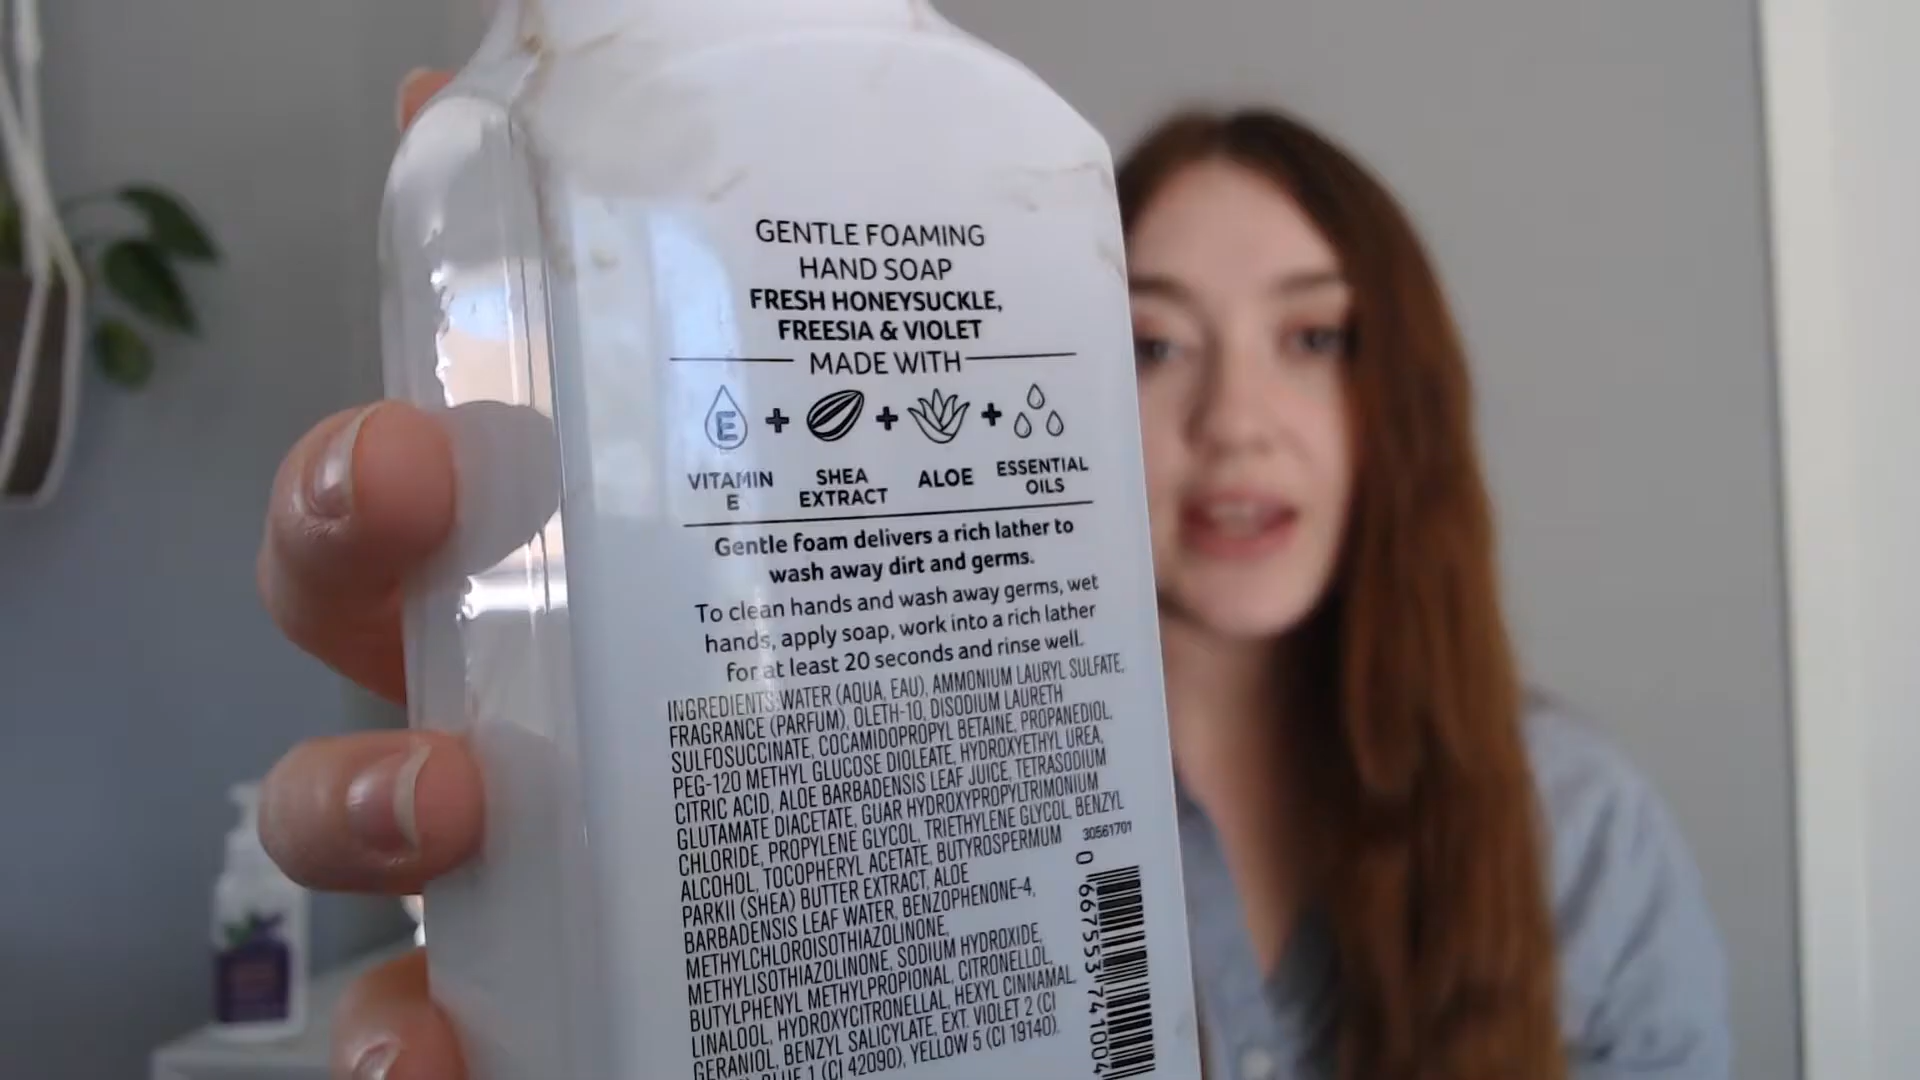 GENTLE FOAMING
HAND SOAP
FRESH HONEYSUCKLE,
FREESIA & VIOLET
MADE WITH
E + + +
VITAMIN
E
SHEA
EXTRACT
ALOE
ESSENTIAL
OILS
Gentle foam delivers a rich lather to
wash away dirt and germs.
To clean hands and wash away germs, wet
hands, apply soap, work into a rich lather
for at least 20 seconds and rinse well.
INGREDIENTS: WATER (AQUA, EAU), AMMONIUM LAURYL SULFATE,
FRAGRANCE (PARFUM), OLETH-10, DISODIUM LAURETH
SULFOSUCCINATE, COCAMIDOPROPYL BETAINE, PROPANEDIOL,
PEG-120 METHYL GLUCOSE DIOLEATE, HYDROXYETHYL UREA,
CITRIC ACID, ALOE BARBADENSIS LEAF JUICE, TETRASODIUM
GLUTAMATE DIACETATE, GUAR HYDROXYPROPYLTRIMONIUM
CHLORIDE, PROPYLENE GLYCOL, TRIETHYLENE GLYCOL, BENZYL
ALCOHOL, TOCOPHERYL ACETATE, BUTYROSPERMUM
PARKII (SHEA) BUTTER EXTRACT, ALOE
BARBADENSIS LEAF WATER, BENZOPHENONE-4,
METHYLCHLOROISOTHIAZOLINONE,
METHYLISOTHIAZOLINONE, SODIUM HYDROXIDE,
BUTYLPHENYL METHYLPROPIONAL, CITRONELLOL,
LINALOOL, HYDROXYCITRONELLAL, HEXYL CINNAMAL,
GERANIOL, BENZYL SALICYLATE, EXT. VIOLET 2 (CI
BLUE 1 (CI 42090), YELLOW 5 (CI 19140).
30561701
0 667553 741004